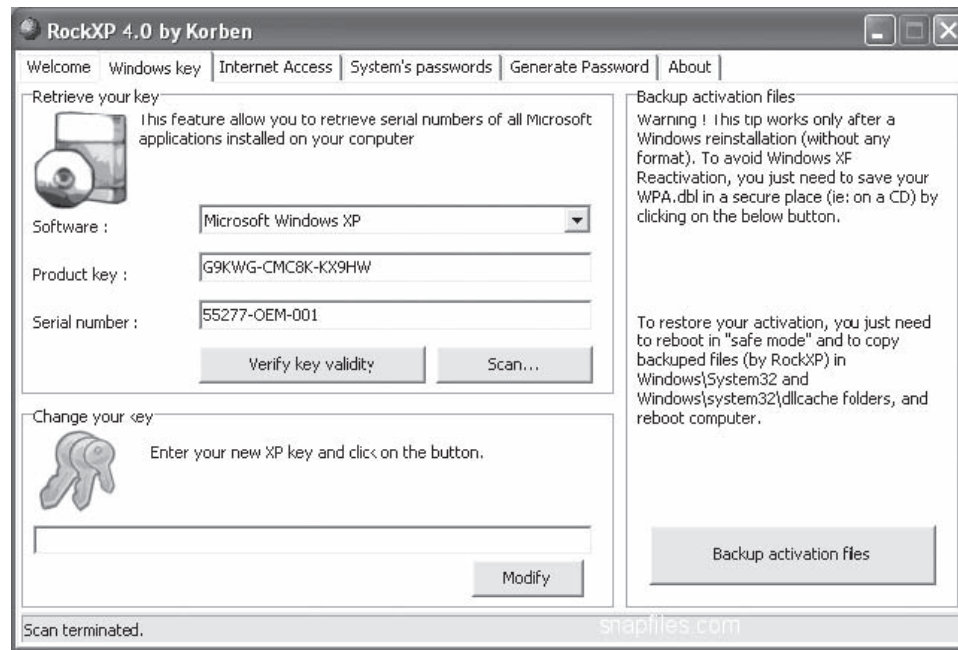 RockXP 4.0 by Korben
Welcome
Windows key
Internet Access
System's passwords
Generate Password
About
Retrieve your key
This feature allow you to retrieve serial numbers of all Microsoft
applications installed on your computer
Software :
Microsoft Windows XP
Product key :
G9KWG-CMC8K-KX9HW
Serial number :
55277-OEM-001
Verify key validity
Scan...
Change your key
Enter your new XP key and click on the button.
Modify
Backup activation files
Warning ! This tip works only after a
Windows reinstallation (without any
format). To avoid Windows XP
Reactivation, you just need to save your
WPA.dbl in a secure place (ie: on a CD) by
clicking on the below button.
To restore your activation, you just need
to reboot in "safe mode" and to copy
backuped files (by RockXP) in
Windows\System32 and
Windows\system32\dllcache folders, and
reboot computer.
Backup activation files
Scan terminated.
snapfiles.com